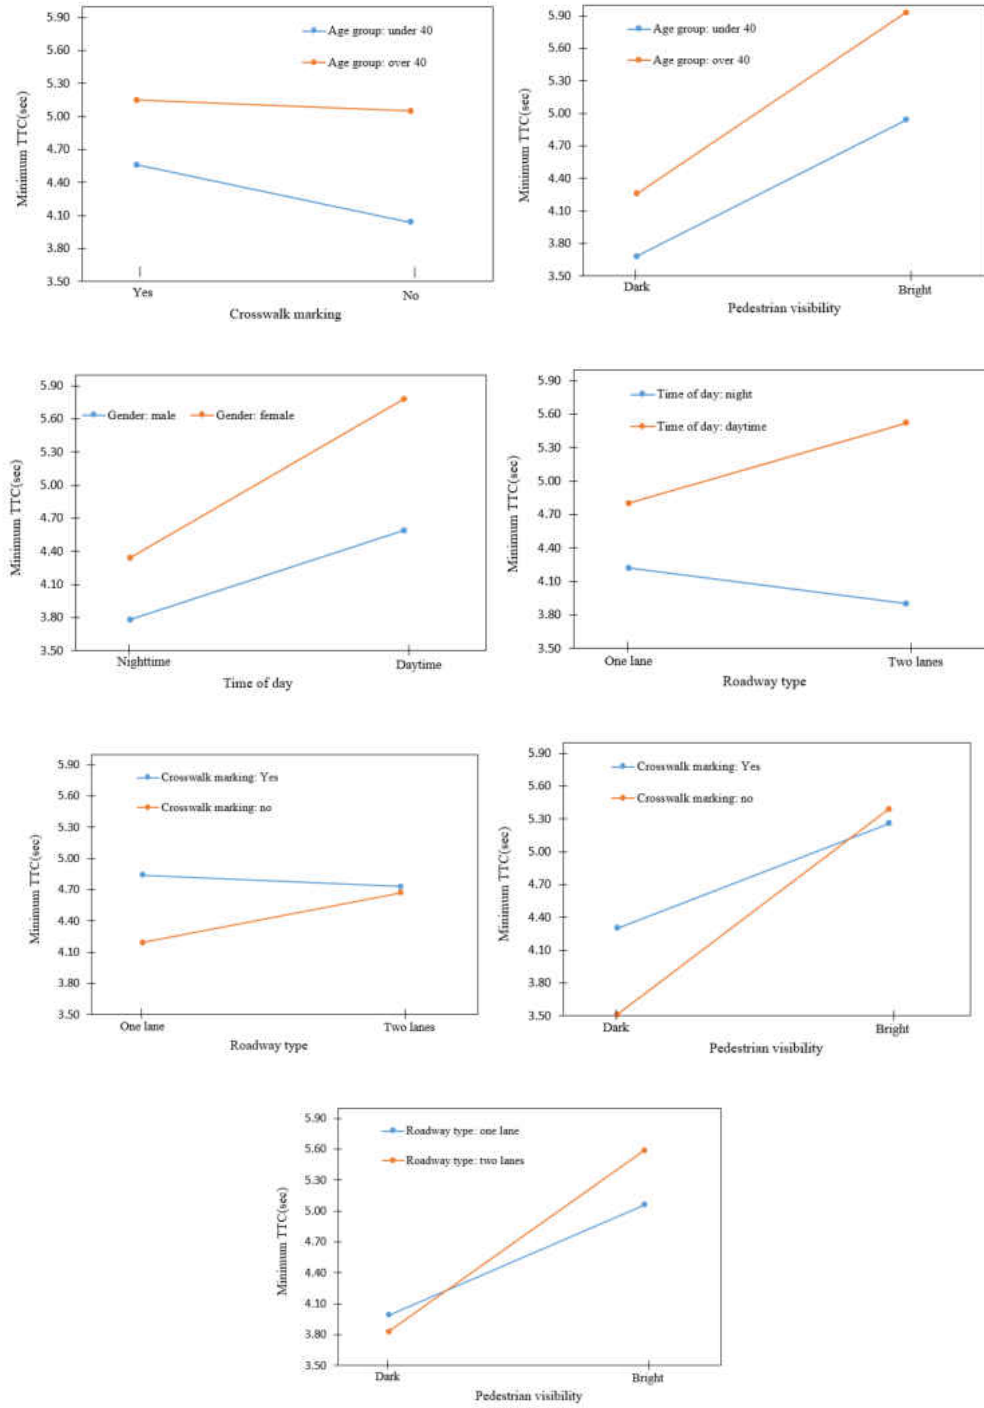 5.90
5.60
5.30
5.00
4.70
4.40
4.10
3.80
3.50
Minimum TTC(sec)
Age group: under 40
Age group: over 40
Yes
No
Crosswalk marking
5.90
5.60
5.30
5.00
4.70
4.40
4.10
3.80
3.50
Minimum TTC(sec)
Age group: under 40
Age group: over 40
Dark
Bright
Pedestrian visibility
5.90
5.60
5.30
5.00
4.70
4.40
4.10
3.80
3.50
Minimum TTC(sec)
Gender: male
Gender: female
Nighttime
Daytime
Time of day
5.90
5.60
5.30
5.00
4.70
4.40
4.10
3.80
3.50
Minimum TTC(sec)
Time of day: night
Time of day: daytime
One lane
Two lanes
Roadway type
5.90
5.60
5.30
5.00
4.70
4.40
4.10
3.80
3.50
Minimum TTC(sec)
Crosswalk marking: Yes
Crosswalk marking: no
One lane
Two lanes
Roadway type
5.90
5.60
5.30
5.00
4.70
4.40
4.10
3.80
3.50
Minimum TTC(sec)
Crosswalk marking: Yes
Crosswalk marking: no
Dark
Bright
Pedestrian visibility
5.90
5.60
5.30
5.00
4.70
4.40
4.10
3.80
3.50
Minimum TTC(sec)
Roadway type: one lane
Roadway type: two lanes
Dark
Bright
Pedestrian visibility